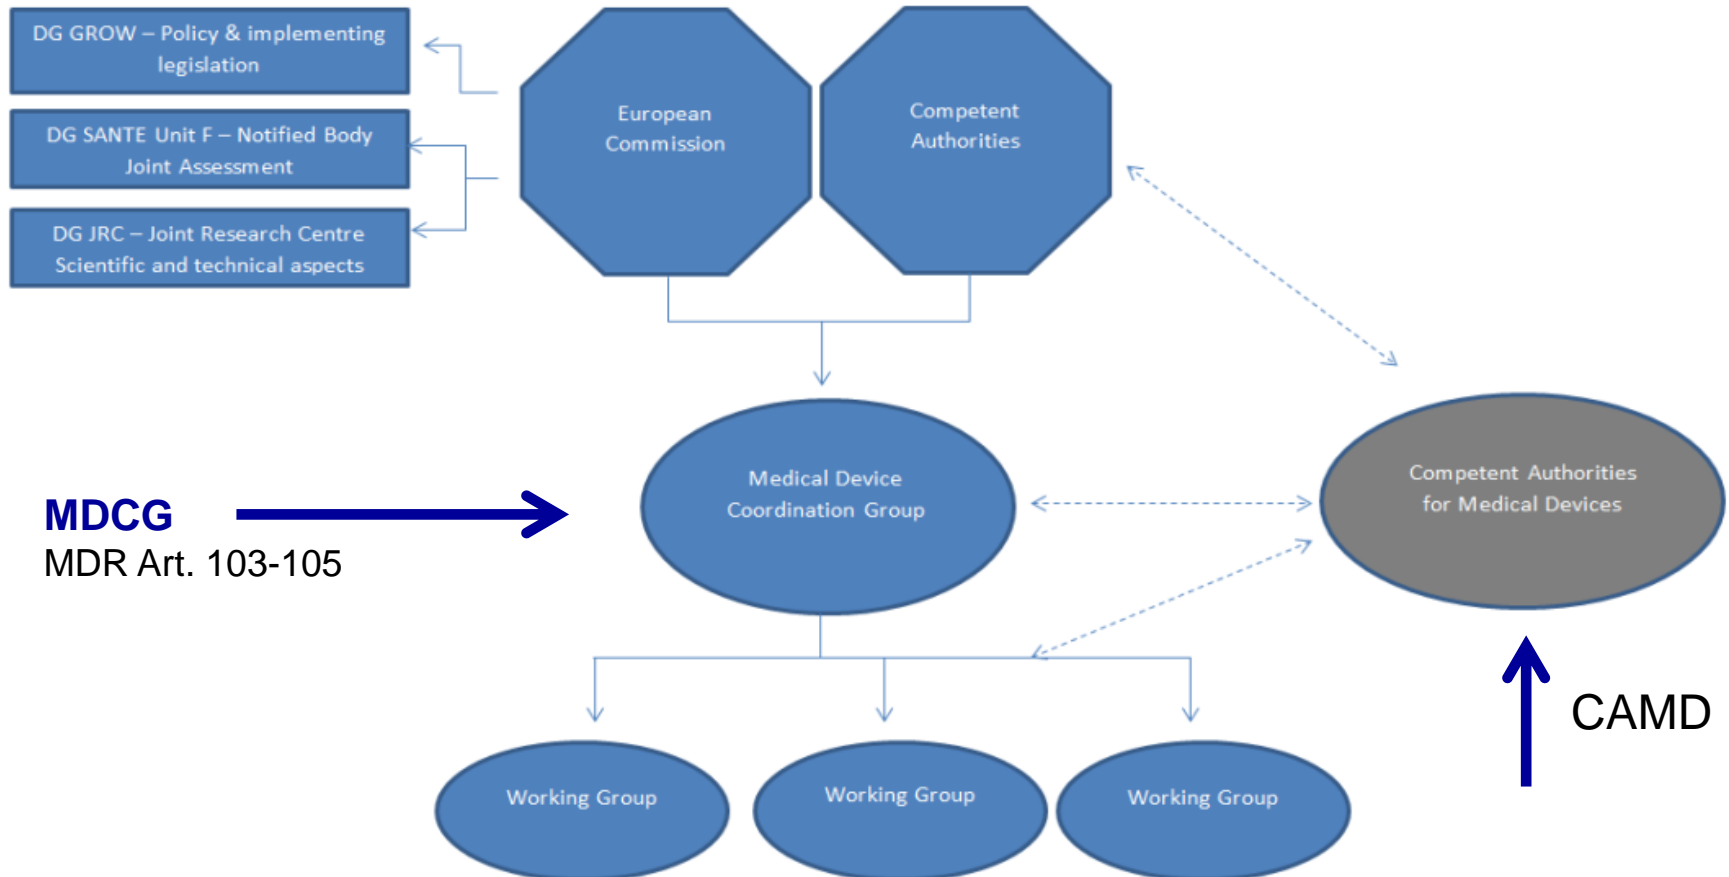 DG GROW – Policy & implementing
legislation
DG SANTE Unit F – Notified Body
Joint Assessment
DG JRC – Joint Research Centre
Scientific and technical aspects
European
Commission
Competent
Authorities
Medical Device
Coordination Group
Competent Authorities
for Medical Devices
MDCG
MDR Art. 103-105
CAMD
Working Group
Working Group
Working Group